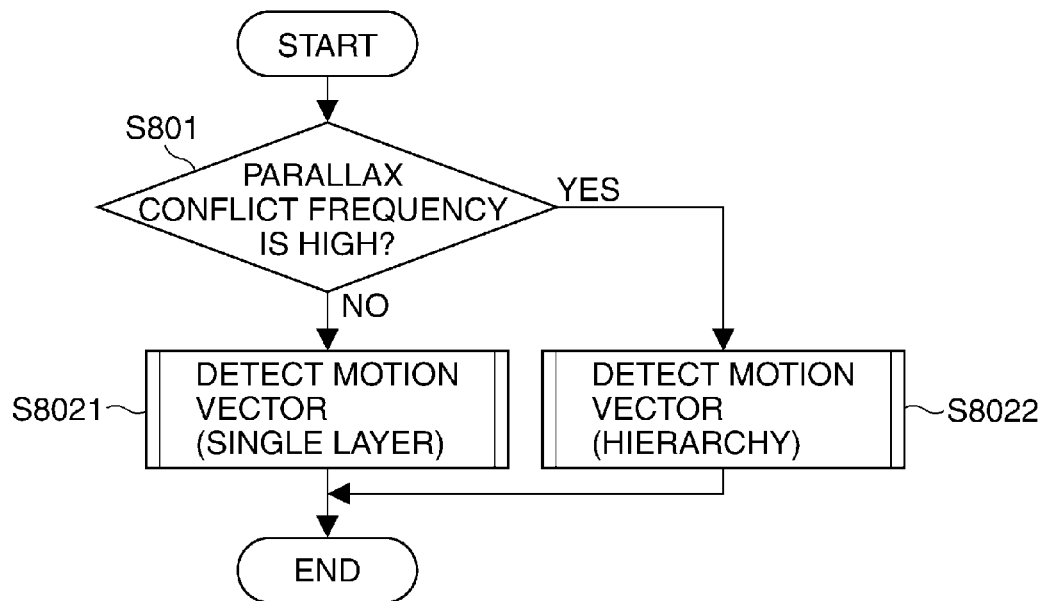 START
S801
PARALLAX
CONFLICT FREQUENCY
IS HIGH?
YES
NO
S8021
DETECT MOTION
VECTOR
(SINGLE LAYER)
DETECT MOTION
VECTOR
(HIERARCHY)
S8022
END